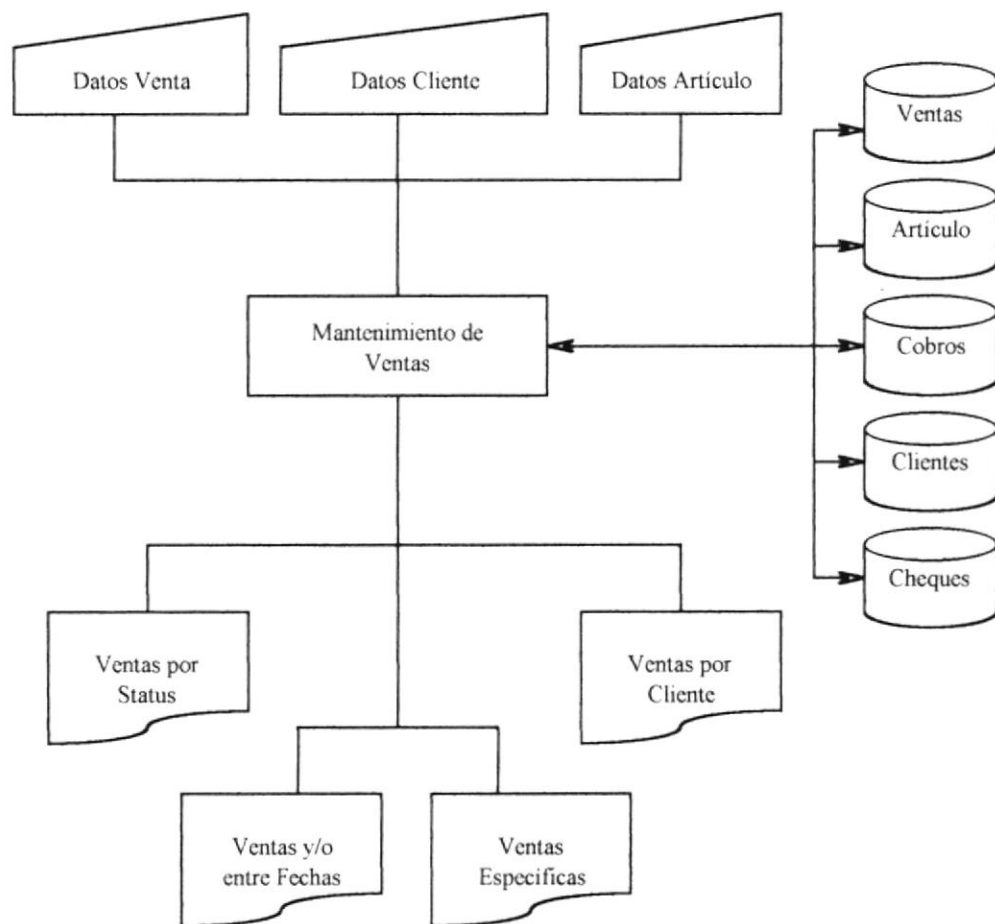 Datos Venta
Datos Cliente
Datos Artículo
Ventas
Artículo
Mantenimiento de
Ventas
Cobros
Clientes
Cheques
Ventas por
Status
Ventas por
Cliente
Ventas y/o
entre Fechas
Ventas
Especificas